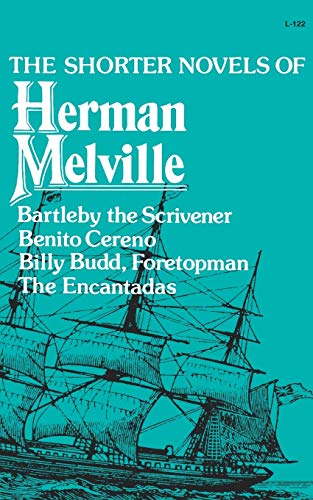 L-122
THE SHORTER NOVELS OF
Herman
Melville
Bartleby the Scrivener
Benito Cereno
Billy Budd, Foretopman
The Encantadas